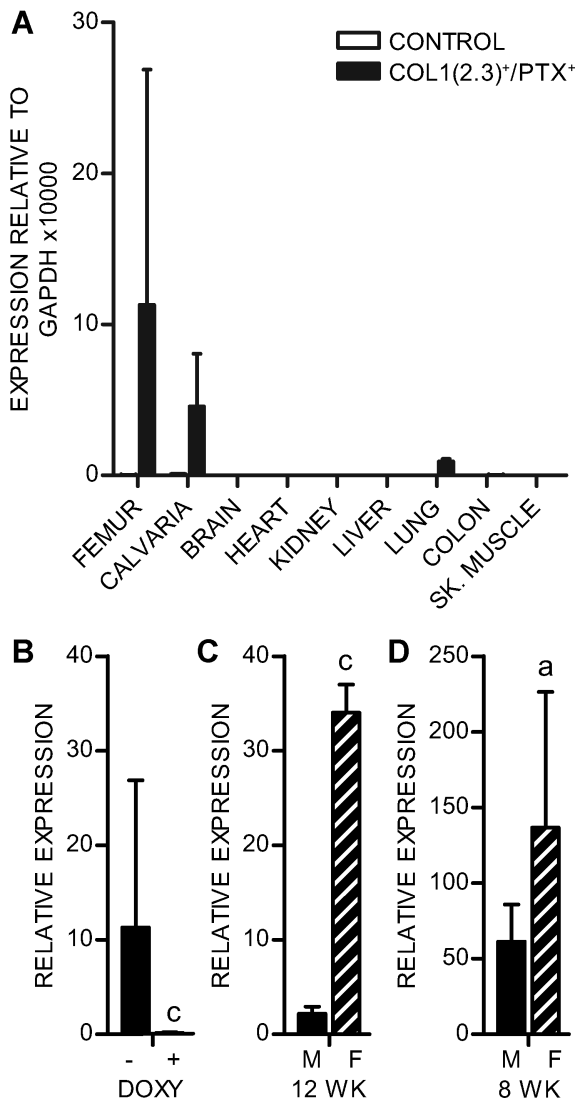 A
30
20
10
0
EXPRESSION RELATIVE TO
GAPDH x10000
CONTROL
COL1(2.3)⁺/PTX⁺
FEMUR
CALVARIA
BRAIN
HEART
KIDNEY
LIVER
LUNG
COLON
SK. MUSCLE
B
40
30
20
10
0
RELATIVE EXPRESSION
c
- +
DOXY
C
40
30
20
10
0
RELATIVE EXPRESSION
c
M F
12 WK
D
250
200
150
100
50
0
RELATIVE EXPRESSION
a
M F
8 WK